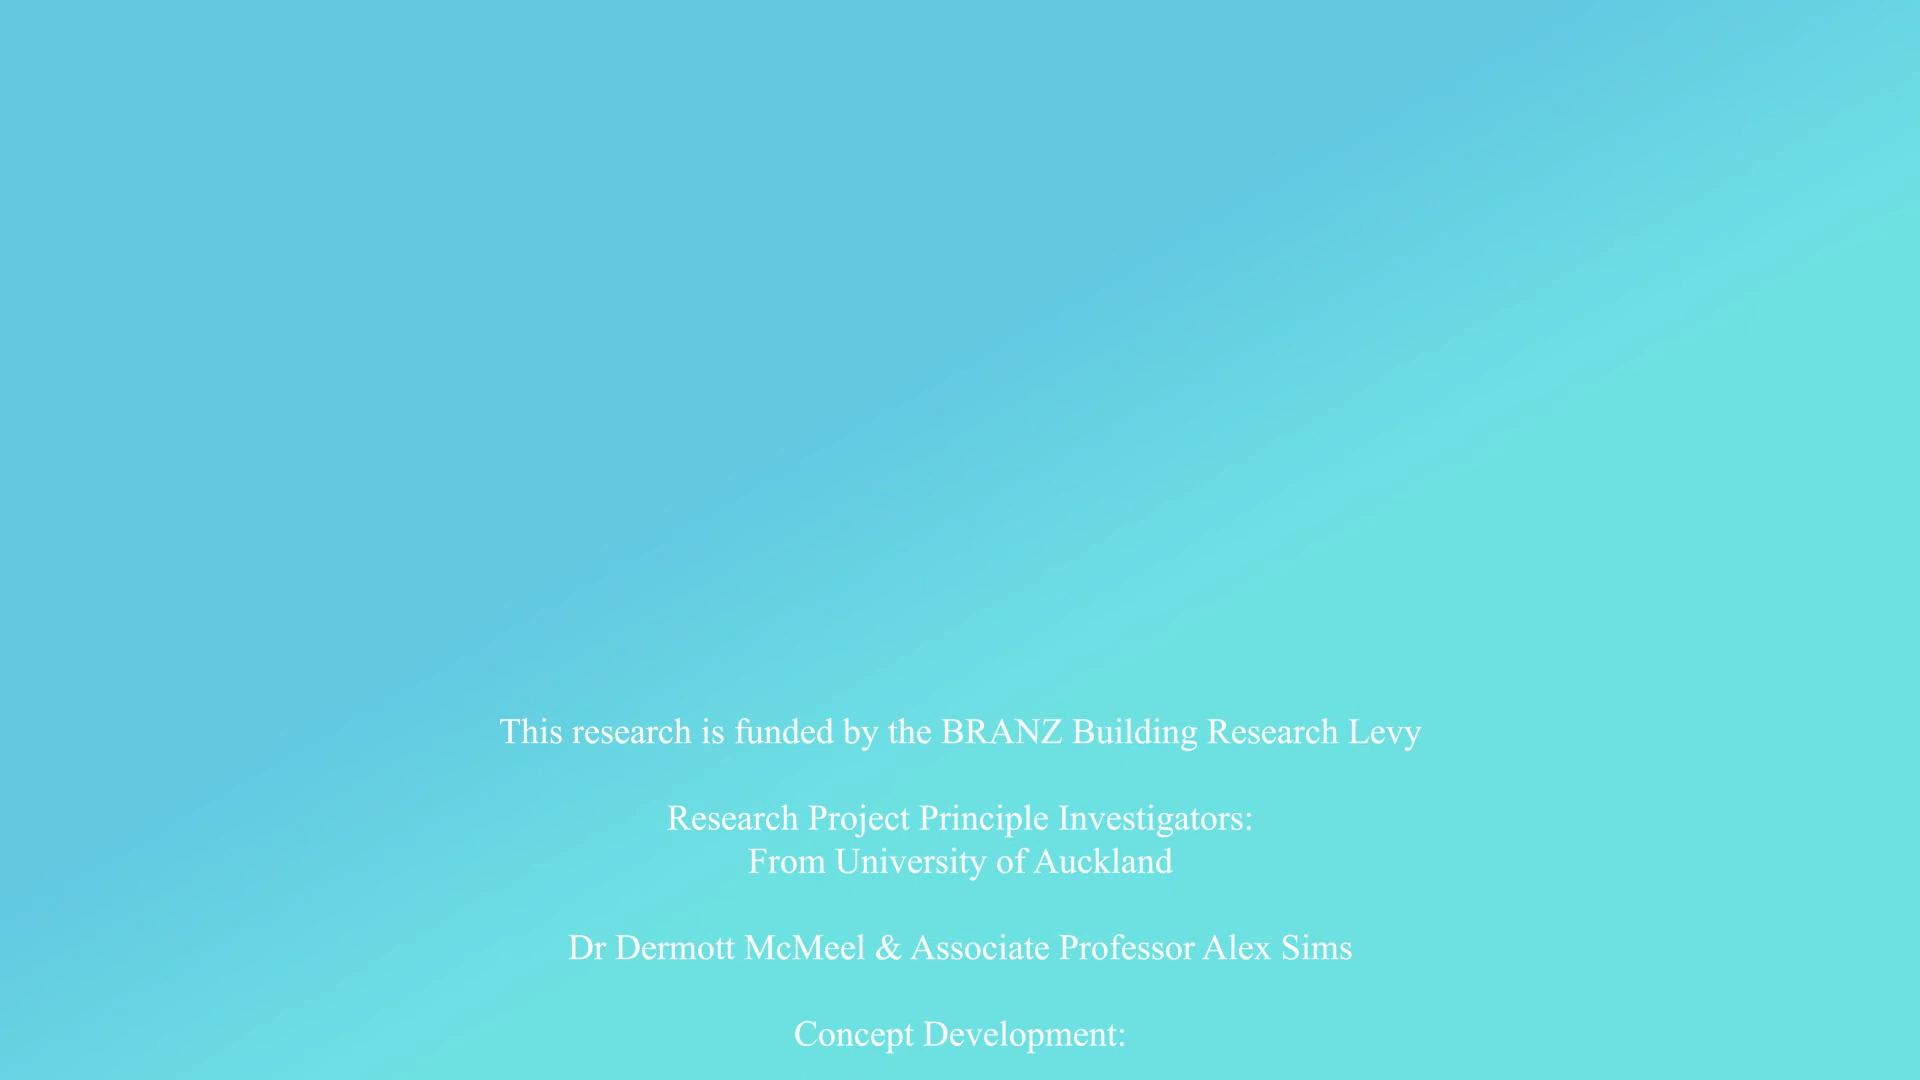 This research is funded by the BRANZ Building Research Levy
Research Project Principle Investigators:
From University of Auckland
Dr Dermott McMeel & Associate Professor Alex Sims
Concept Development: